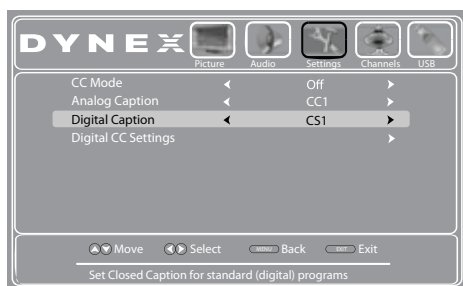 DYNEX
Picture Audio Settings Channels USB
CC Mode Off
Analog Caption CC1
Digital Caption CS1
Digital CC Settings
Move Select MENU Back EXIT Exit
Set Closed Caption for standard (digital) programs